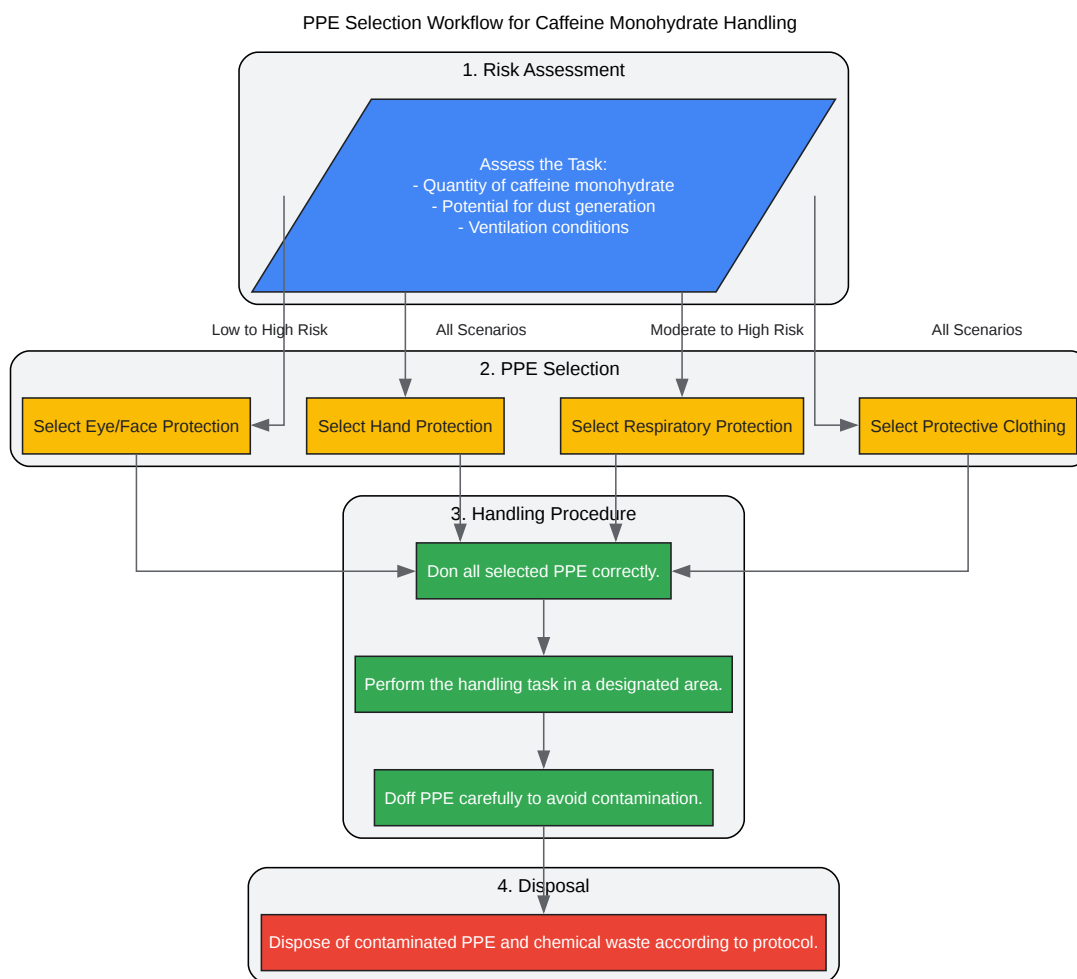 PPE Selection Workflow for Caffeine Monohydrate Handling
1. Risk Assessment
Assess the Task:
- Quantity of caffeine monohydrate
- Potential for dust generation
- Ventilation conditions
Low to High Risk
All Scenarios
Moderate to High Risk
All Scenarios
2. PPE Selection
Select Eye/Face Protection
Select Hand Protection
Select Respiratory Protection
Select Protective Clothing
3. Handling Procedure
Don all selected PPE correctly.
Perform the handling task in a designated area.
Doff PPE carefully to avoid contamination.
4. Disposal
Dispose of contaminated PPE and chemical waste according to protocol.